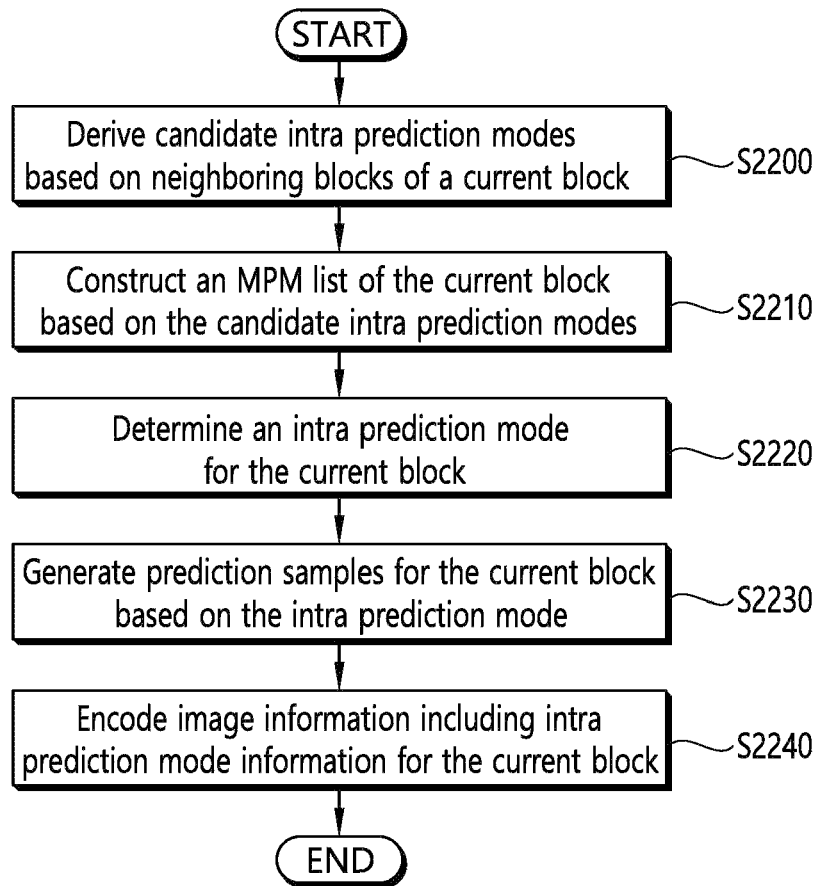 START
Derive candidate intra prediction modes
based on neighboring blocks of a current block
S2200
Construct an MPM list of the current block
based on the candidate intra prediction modes
S2210
Determine an intra prediction mode
for the current block
S2220
Generate prediction samples for the current block
based on the intra prediction mode
S2230
Encode image information including intra
prediction mode information for the current block
S2240
END